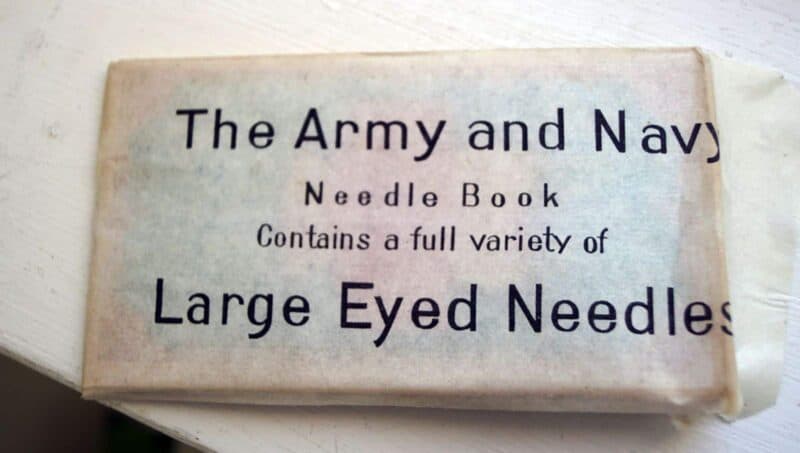 The Army and Navy
Needle Book
Contains a full variety of
Large Eyed Needles